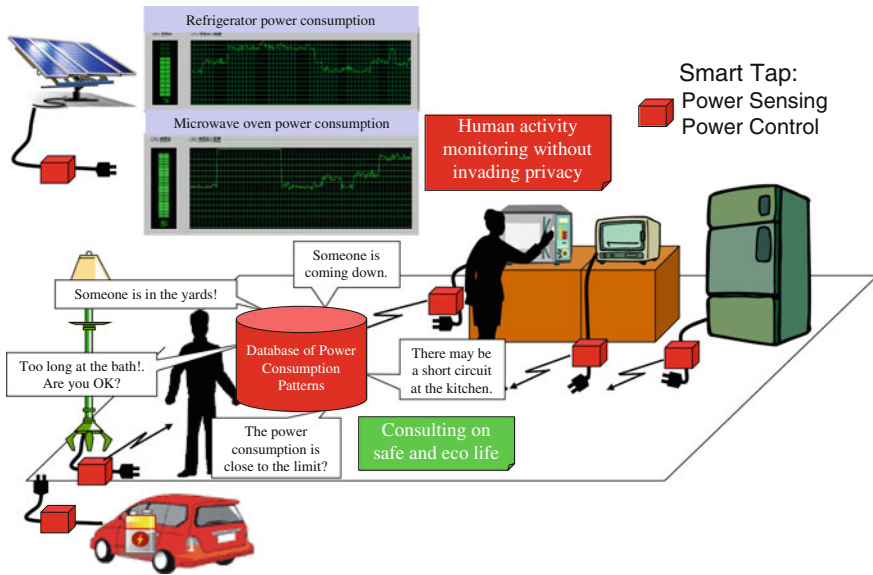 Refrigerator power consumption
Microwave oven power consumption
Smart Tap:
Power Sensing
Power Control
Human activity
monitoring without
invading privacy
Someone is
coming down.
Someone is in the yards!
Too long at the bath!.
Are you OK?
Database of Power
Consumption
Patterns
There may be
a short circuit
at the kitchen.
The power
consumption is
close to the limit?
Consulting on
safe and eco life